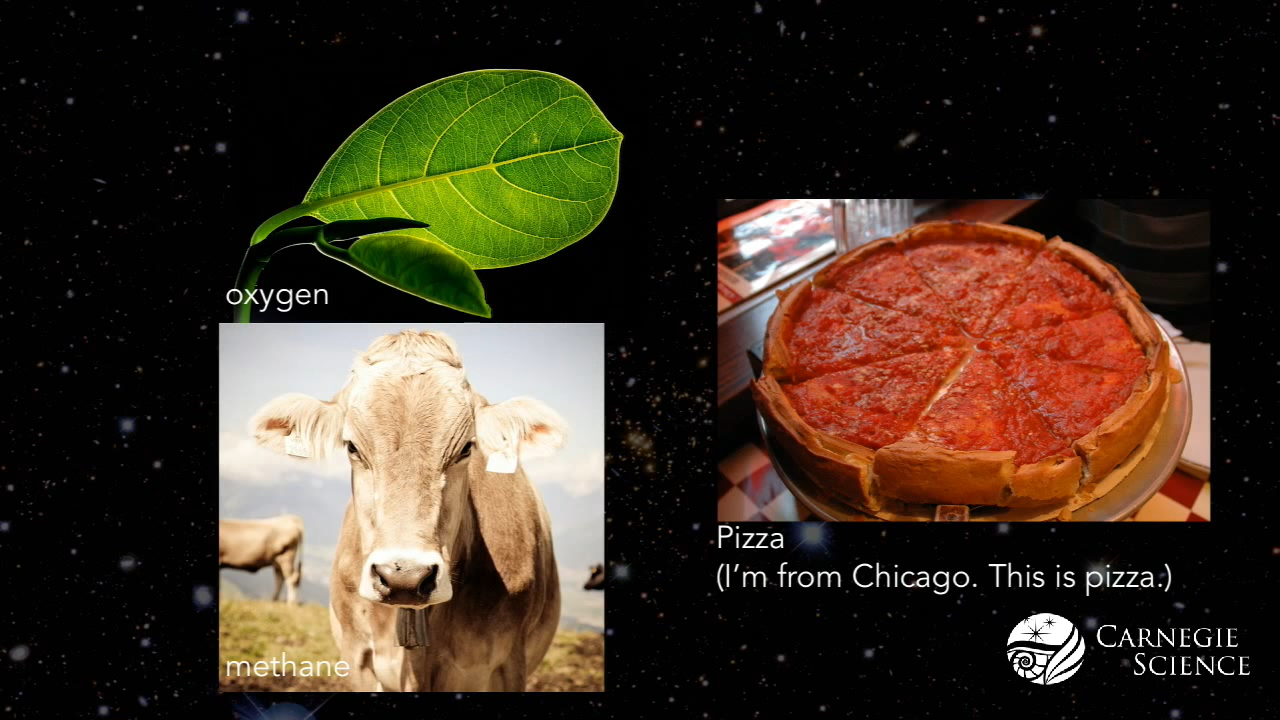 oxygen
methane
Pizza
(I'm from Chicago. This is pizza.)
CARNEGIE
SCIENCE